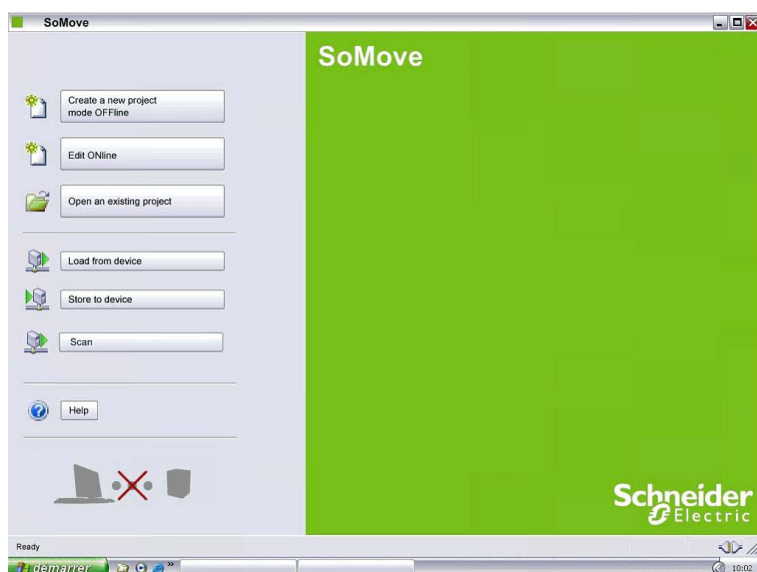 SoMove
SoMove
Create a new project
mode OFFline
Edit ONline
Open an existing project
Load from device
Store to device
Scan
Help
Schneider
Electric
Ready
démarrer
»
10:02